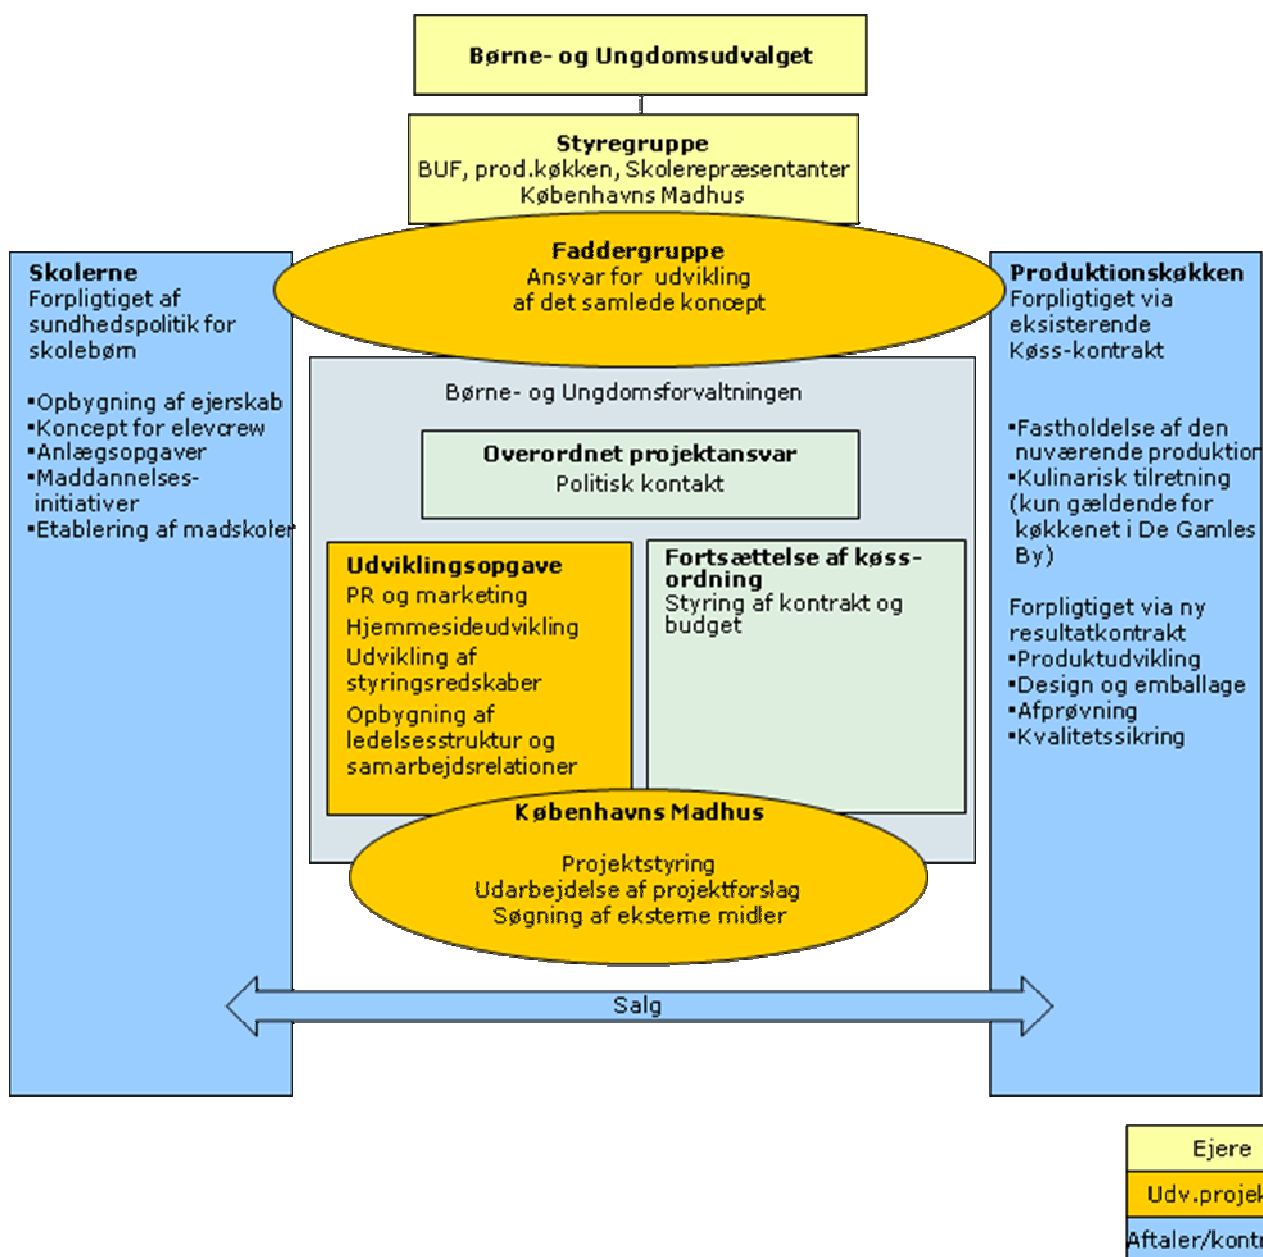 Børne- og Ungdomsudvalget
Styregruppe
BUF, prod.køkken, Skolerepræsentanter
Københavns Madhus
Faddergruppe
Ansvar for udvikling
af det samlede koncept
Skolerne
Forpligtiget af
sundhedspolitik for
skolebørn
▪Opbygning af ejerskab
▪Koncept for elevcrew
▪Anlægsopgaver
▪Maddannelses-
initiativer
▪Etablering af madskoler
Børne- og Ungdomsforvaltningen
Overordnet projektansvar
Politisk kontakt
Udviklingsopgave
PR og marketing
Hjemmesideudvikling
Udvikling af
styringsredskaber
Opbygning af
ledelsesstruktur og
samarbejdsrelationer
Fortsættelse af køss-
ordning
Styring af kontrakt og
budget
Københavns Madhus
Projektstyring
Udarbejdelse af projektforslag
Søgning af eksterne midler
Produktionskøkken
Forpligtiget via
eksisterende
Køss-kontrakt
▪Fastholdelse af den
nuværende produktion
▪Kulinarisk tilretning
(kun gældende for
køkkenet i De Gamles
By)
Forpligtiget via ny
resultatkontrakt
▪Produktudvikling
▪Design og emballage
▪Afprøvning
▪Kvalitetssikring
Salg
Ejere
Udv.projek
Aftaler/kontr